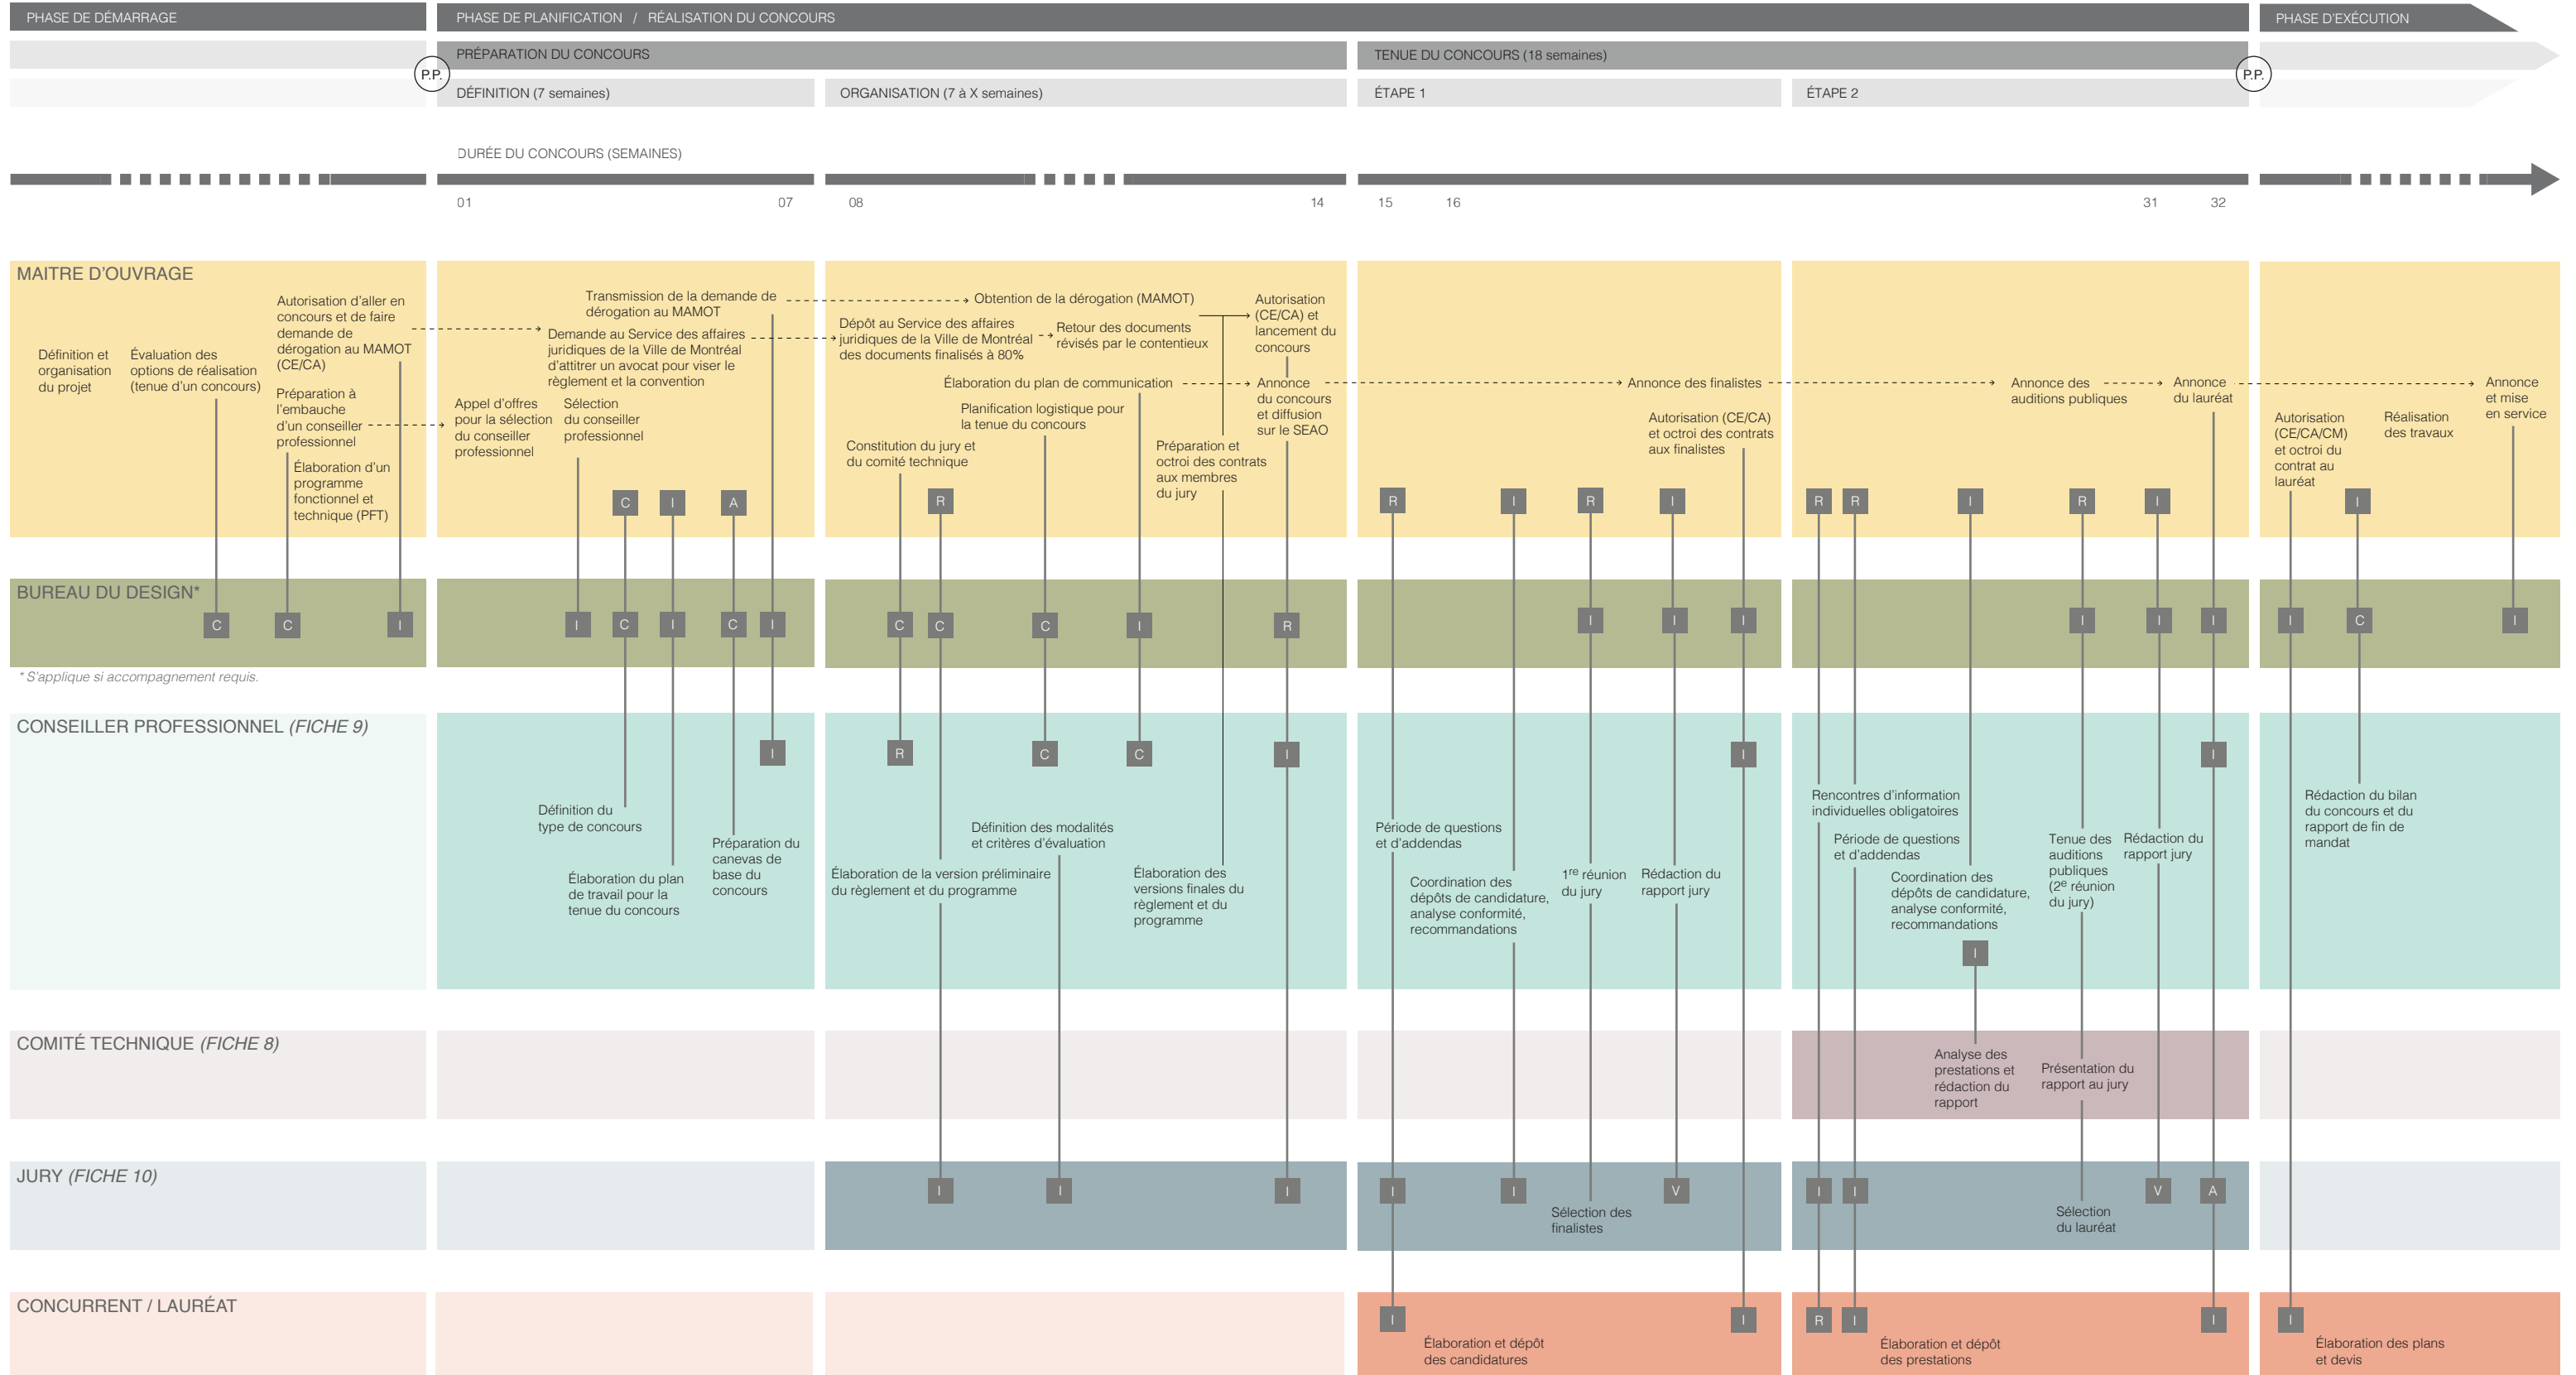 PHASE DE DÉMARRAGE
PHASE DE PLANIFICATION / RÉALISATION DU CONCOURS
PHASE D'EXÉCUTION
PRÉPARATION DU CONCOURS
TENUE DU CONCOURS (18 semaines)
P.P.
P.P.
DÉFINITION (7 semaines)
ORGANISATION (7 à X semaines)
ÉTAPE 1
ÉTAPE 2
DURÉE DU CONCOURS (SEMAINES)
01
07
08
14
15
16
31
32
MAITRE D'OUVRAGE
Définition et
organisation
du projet
Évaluation des
options de réalisation
(tenue d'un concours)
Autorisation d'aller en
concours et de faire
demande de
dérogation au MAMOT
(CE/CA)
Préparation à
l'embauche
d'un conseiller
professionnel
Élaboration d'un
programme
fonctionnel et
technique (PFT)
Transmission de la demande de
dérogation au MAMOT
Demande au Service des affaires
juridiques de la Ville de Montréal
d'attitrer un avocat pour viser le
règlement et la convention
Appel d'offres
pour la sélection
du conseiller
professionnel
Sélection
du conseiller
professionnel
C
I
A
Obtention de la dérogation (MAMOT)
Dépôt au Service des affaires
juridiques de la Ville de Montréal
des documents finalisés à 80%
Retour des documents
révisés par le contentieux
Autorisation
(CE/CA) et
lancement du
concours
Élaboration du plan de communication
Annonce
du concours
et diffusion
sur le SEAO
Planification logistique pour
la tenue du concours
Constitution du jury et
du comité technique
Préparation et
octroi des contrats
aux membres
du jury
R
Annonce des finalistes
Autorisation (CE/CA)
et octroi des contrats
aux finalistes
R
I
R
I
Annonce des
auditions publiques
Annonce
du lauréat
R
R
I
R
I
Autorisation
(CE/CA/CM)
et octroi du
contrat au
lauréat
Réalisation
des travaux
Annonce
et mise
en service
I
BUREAU DU DESIGN*
C
C
I
I
C
I
C
I
C
C
C
I
R
I
I
I
I
I
I
I
C
I
* S'applique si accompagnement requis.
CONSEILLER PROFESSIONNEL (FICHE 9)
I
R
C
C
I
I
I
Définition du
type de concours
Élaboration du plan
de travail pour la
tenue du concours
Préparation du
canevas de
base du
concours
Élaboration de la version préliminaire
du règlement et du programme
Définition des modalités
et critères d'évaluation
Élaboration des
versions finales du
règlement et du
programme
Période de questions
et d'addendas
Coordination des
dépôts de candidature,
analyse conformité,
recommandations
1re réunion
du jury
Rédaction du
rapport jury
Rencontres d'information
individuelles obligatoires
Période de questions
et d'addendas
Coordination des
dépôts de candidature,
analyse conformité,
recommandations
I
Tenue des
auditions
publiques
(2e réunion
du jury)
Rédaction du
rapport jury
Rédaction du bilan
du concours et du
rapport de fin de
mandat
COMITÉ TECHNIQUE (FICHE 8)
Analyse des
prestations et
rédaction du
rapport
Présentation du
rapport au jury
JURY (FICHE 10)
I
I
I
I
I
V
I
I
V
A
Sélection des
finalistes
Sélection
du lauréat
CONCURRENT / LAURÉAT
I
I
R
I
I
I
Élaboration et dépôt
des candidatures
Élaboration et dépôt
des prestations
Élaboration des plans
et devis